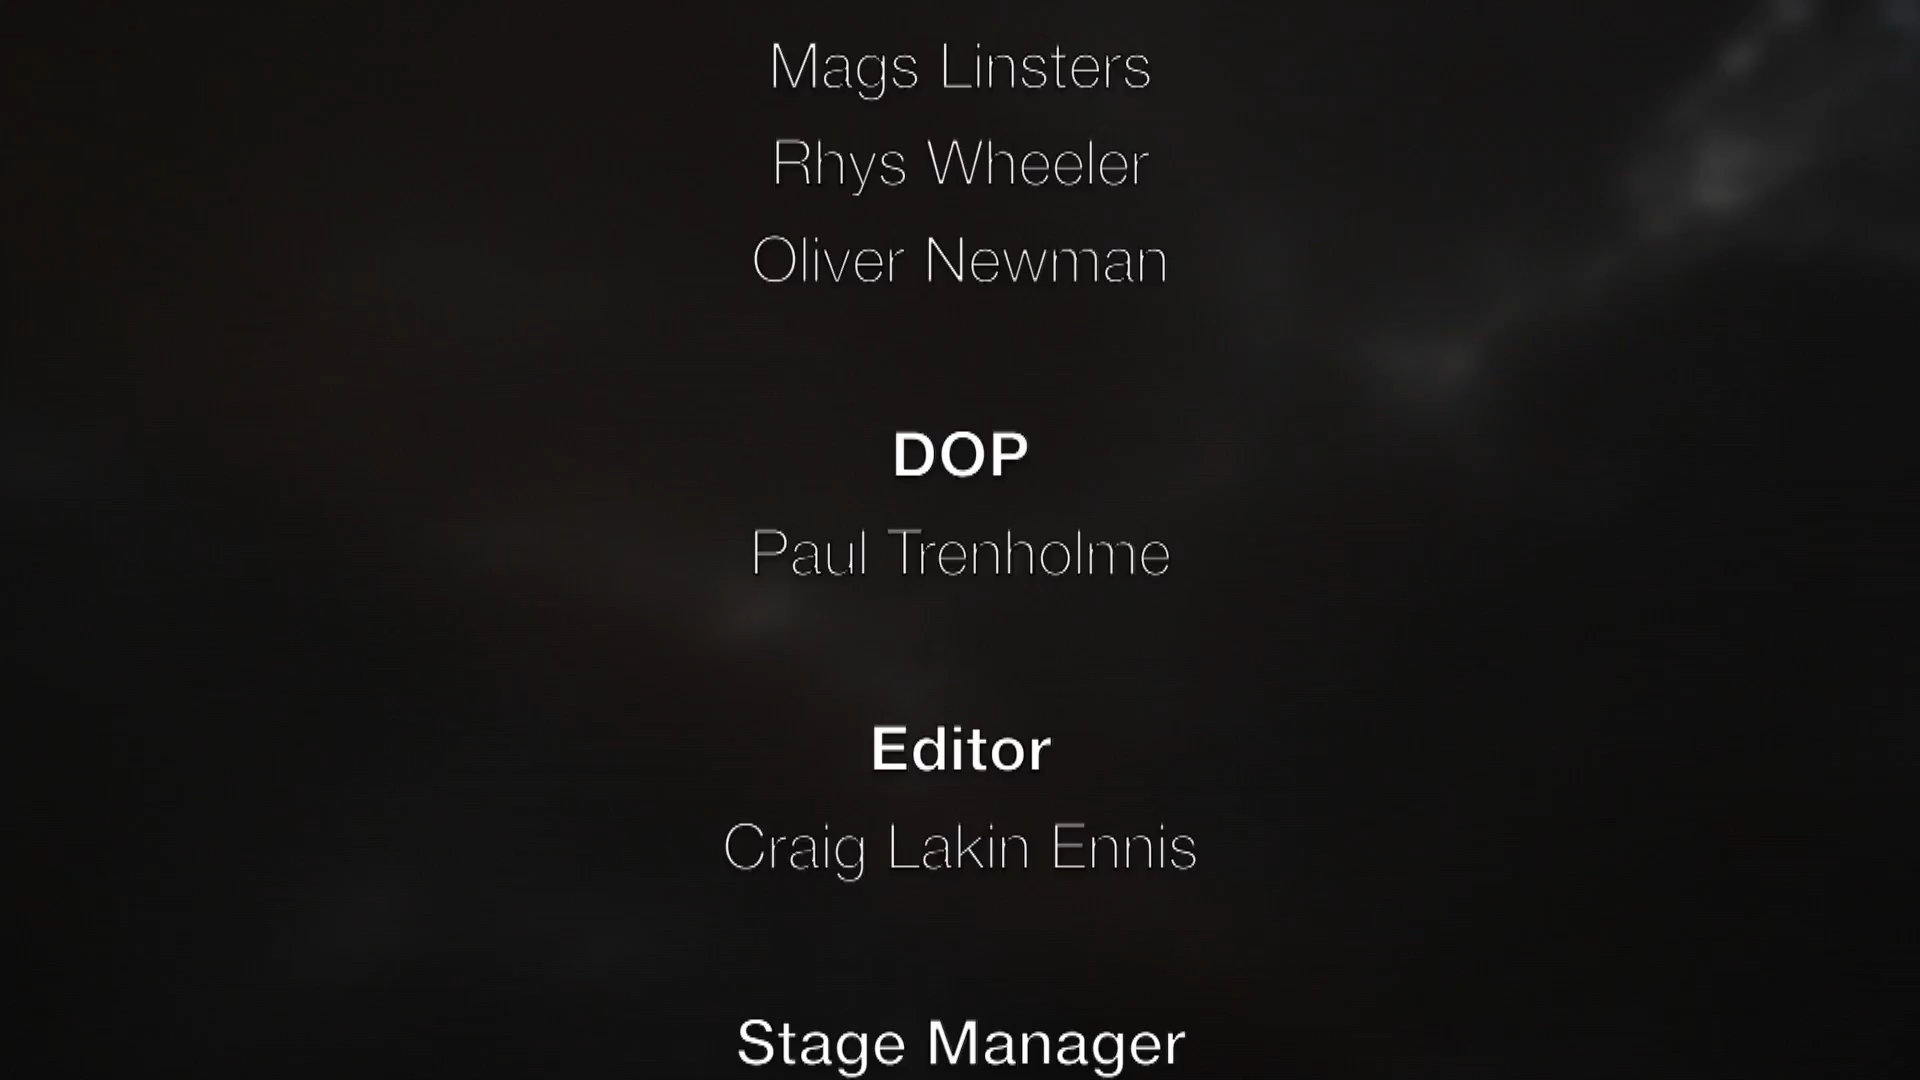 Mags Linsters
Rhys Wheeler
Oliver Newman
DOP
Paul Trenholme
Editor
Craig Lakin Ennis
Stage Manager